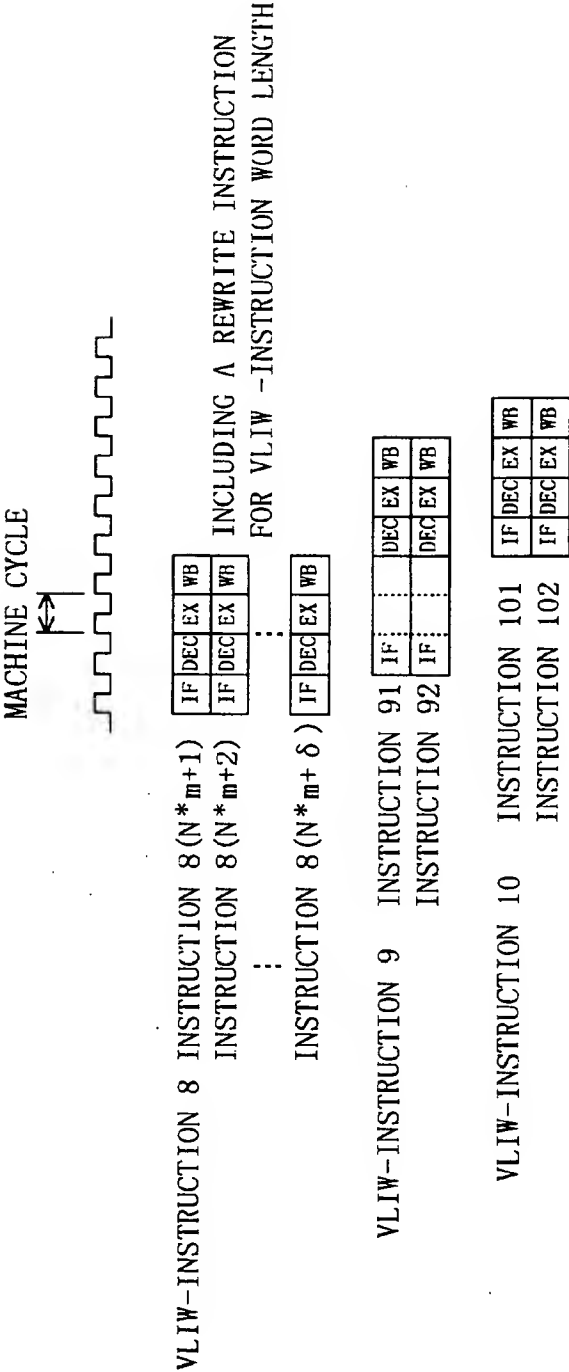 MACHINE CYCLE
VLIW-INSTRUCTION 8 INSTRUCTION 8(N*m+1) IF DEC EX WB
INSTRUCTION 8(N*m+2) IF DEC EX WB
INCLUDING A REWRITE INSTRUCTION
FOR VLIW -INSTRUCTION WORD LENGTH
INSTRUCTION 8(N*m+ δ) IF DEC EX WB
VLIW-INSTRUCTION 9 INSTRUCTION 91 IF DEC EX WB
INSTRUCTION 92 IF DEC EX WB
VLIW-INSTRUCTION 10 INSTRUCTION 101 IF DEC EX WB
INSTRUCTION 102 IF DEC EX WB